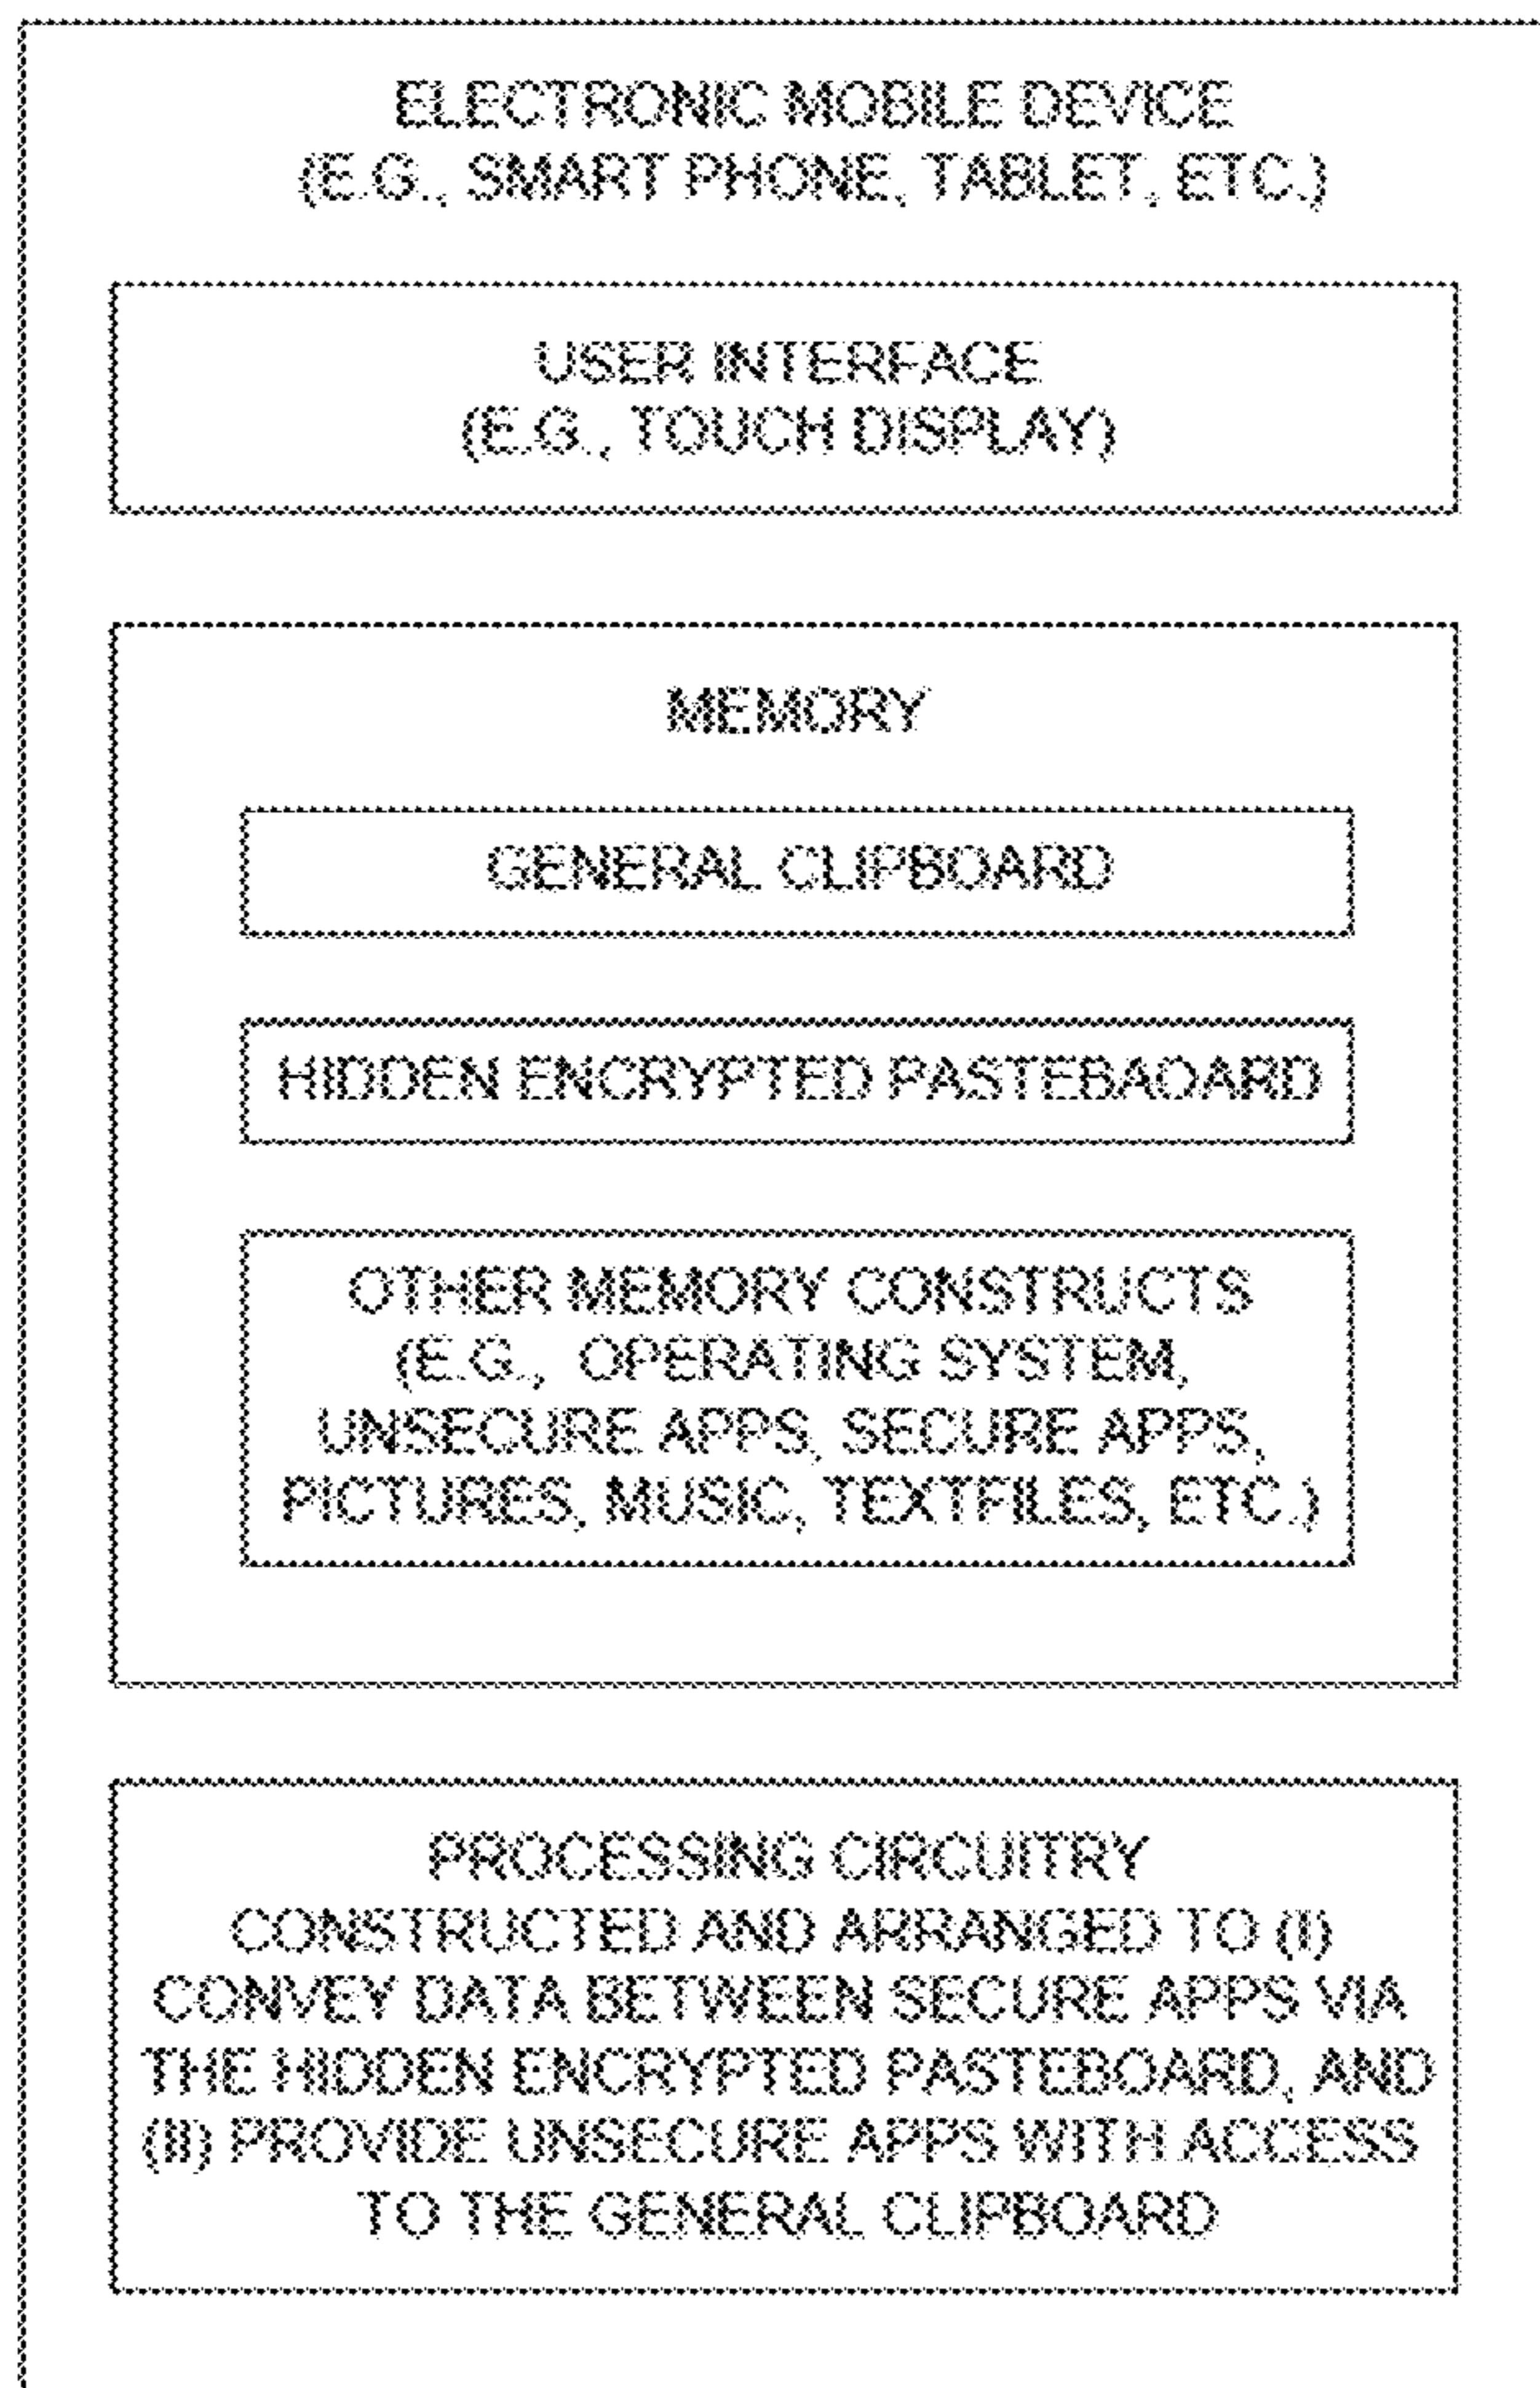 ELECTRONIC MOBILE DEVICE
(E.G., SMART PHONE, TABLET, ETC.)
USER INTERFACE
(E.G., TOUCH DISPLAY)
MEMORY
GENERAL CLIPBOARD
HIDDEN ENCRYPTED PASTEBAOARD
OTHER MEMORY CONSTRUCTS
(E.G., OPERATING SYSTEM,
UNSECURE APPS, SECURE APPS,
PICTURES, MUSIC, TEXTFILES, ETC.)
PROCESSING CIRCUITRY
CONSTRUCTED AND ARRANGED TO (I)
CONVEY DATA BETWEEN SECURE APPS VIA
THE HIDDEN ENCRYPTED PASTEBOARD, AND
(II) PROVIDE UNSECURE APPS WITH ACCESS
TO THE GENERAL CLIPBOARD